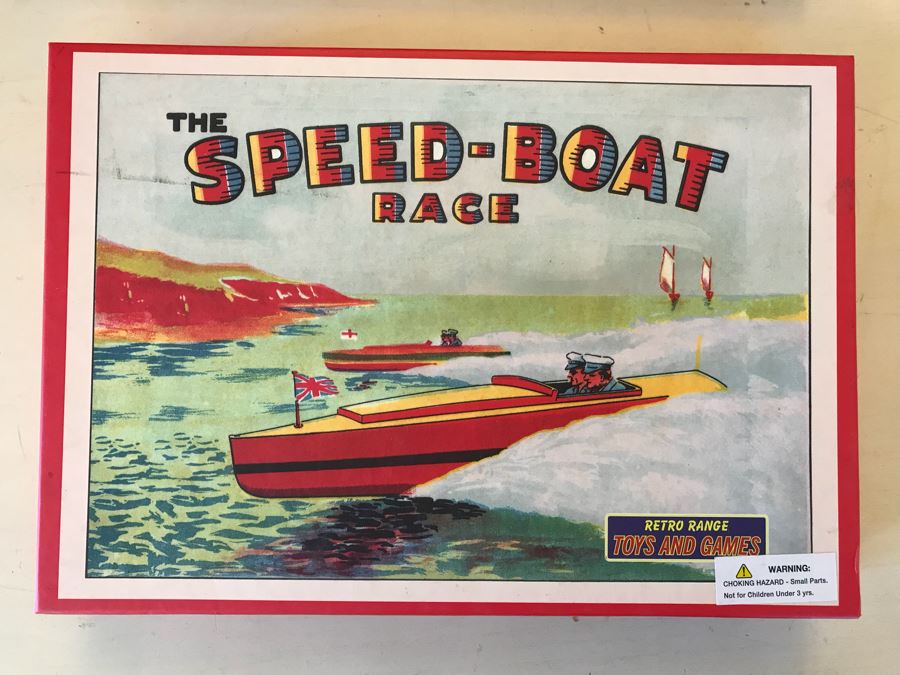 THE
SPEED-BOAT
RACE
RETRO RANGE
TOYS AND GAMES
WARNING:
CHOKING HAZARD - Small Parts.
Not for Children Under 3 yrs.